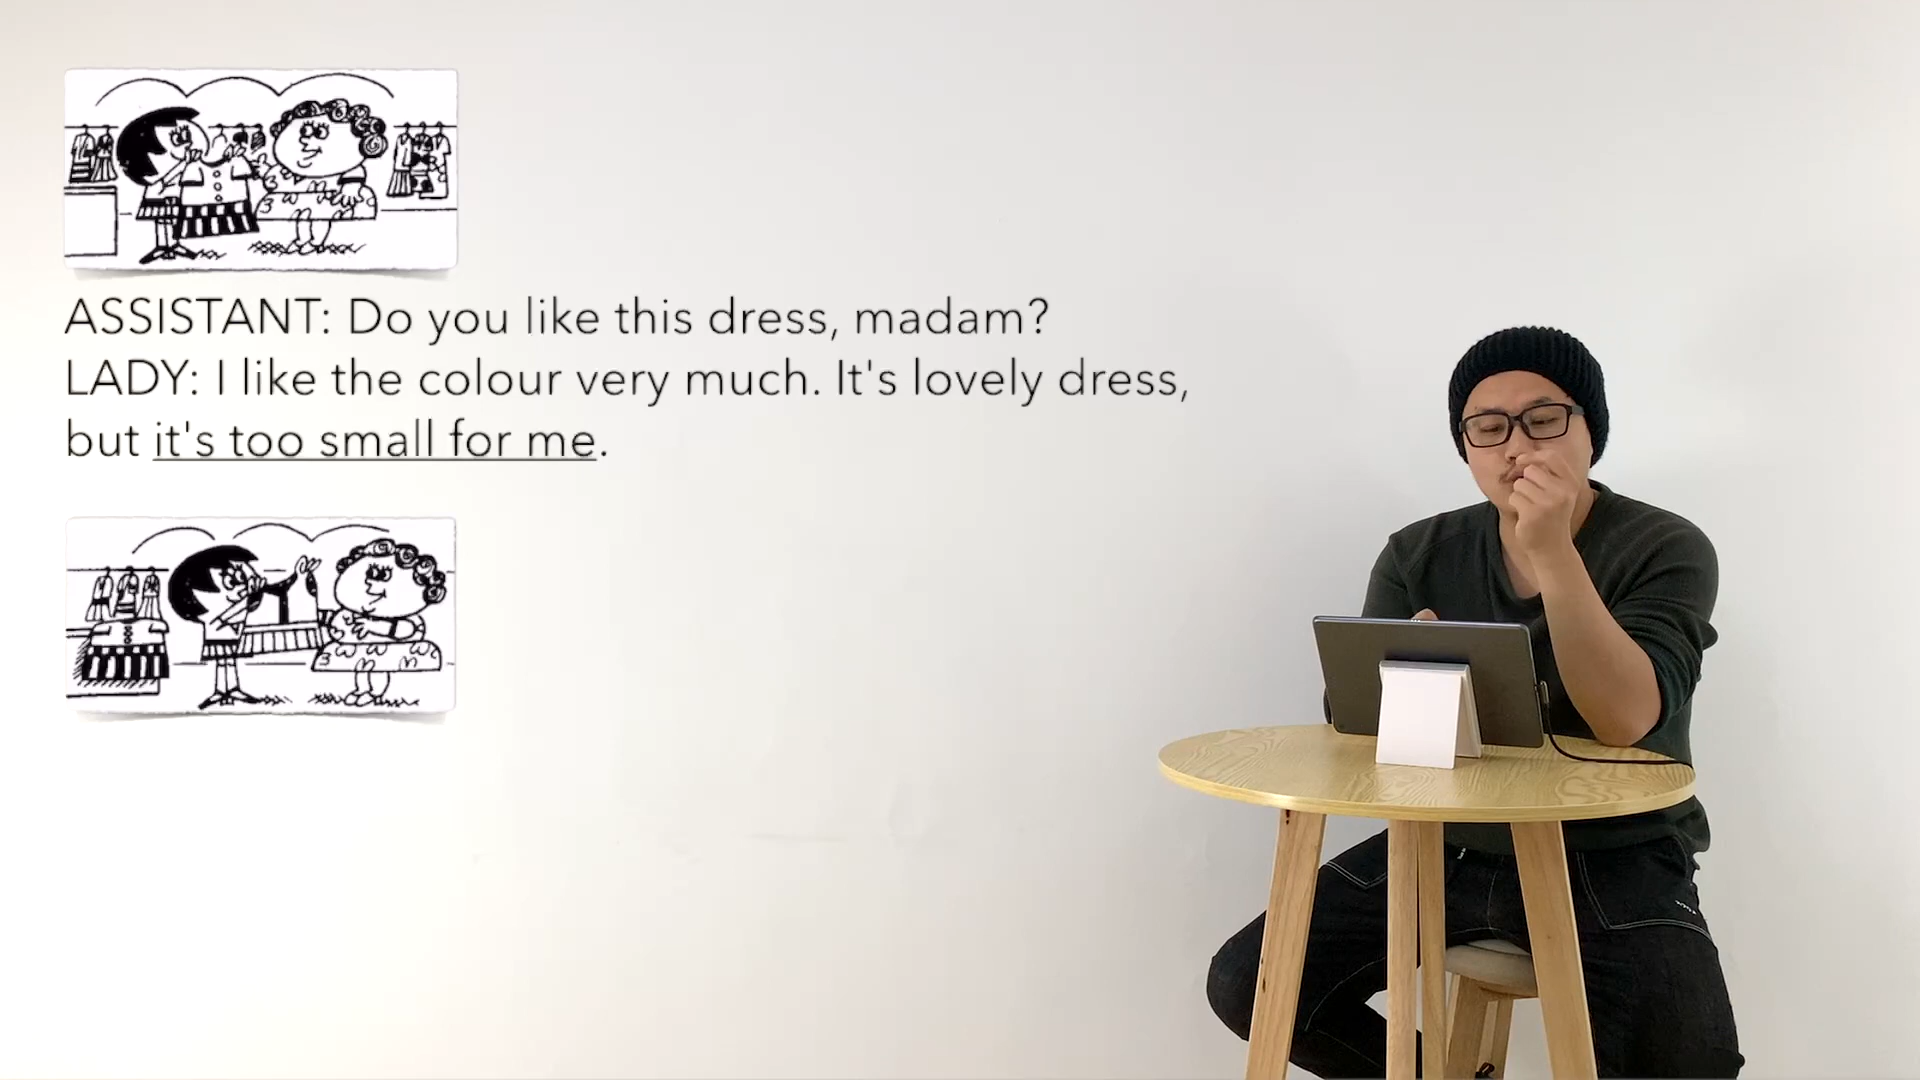 ASSISTANT: Do you like this dress, madam?
LADY: I like the colour very much. It's lovely dress,
but it's too small for me.